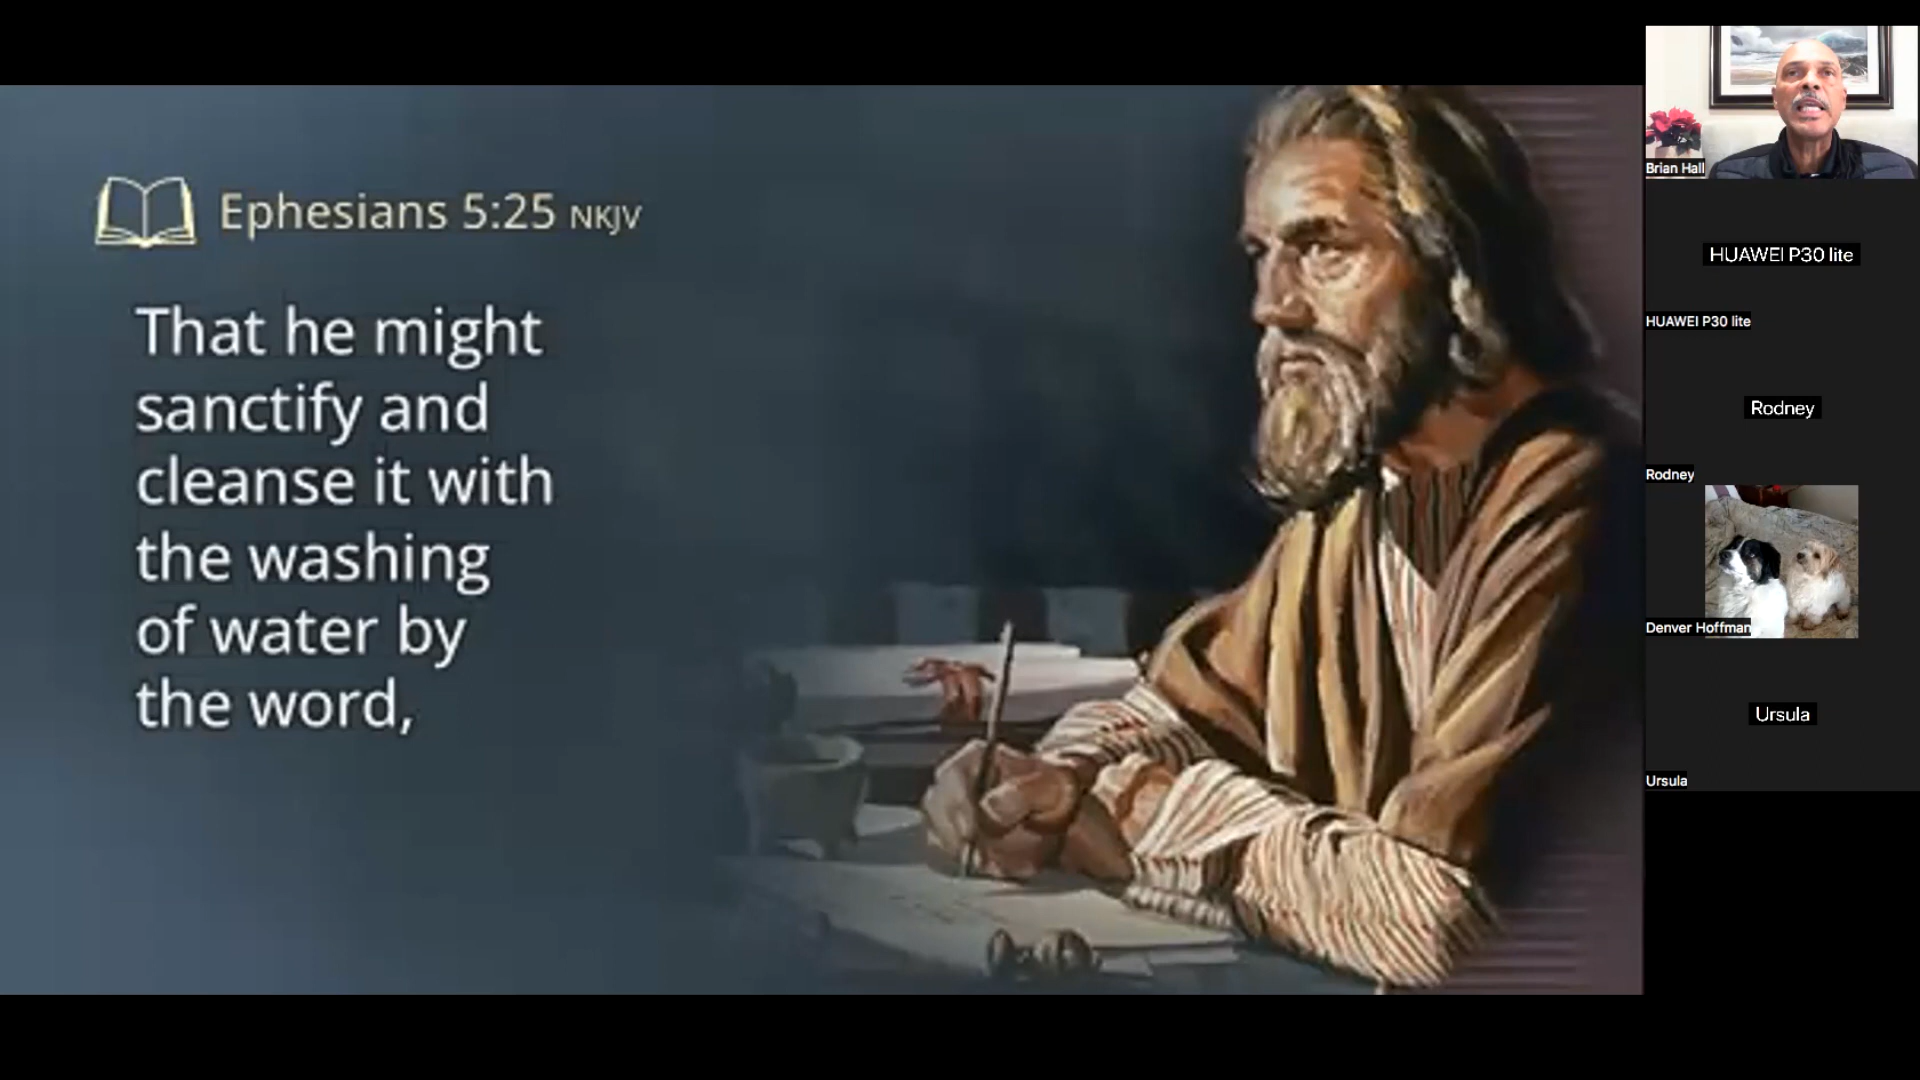 Ephesians 5:25 NKJV
That he might
sanctify and
cleanse it with
the washing
of water by
the word,
Brian Hall
HUAWEI P30 lite
HUAWEI P30 lite
Rodney
Rodney
Denver Hoffman
Ursula
Ursula